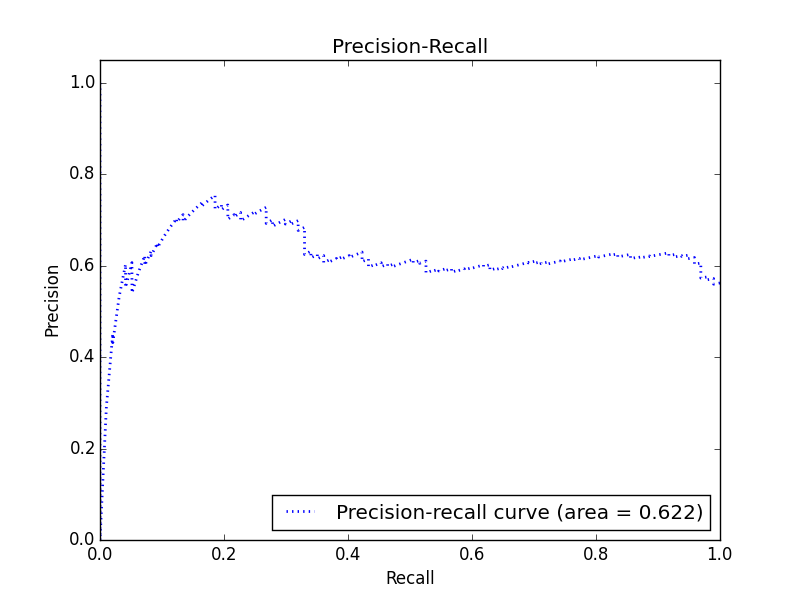 Precision-Recall
1.0
0.8
0.6
0.4
0.2
0.0
Precision
0.0 0.2 0.4 0.6 0.8 1.0
Recall
Precision-recall curve (area = 0.622)